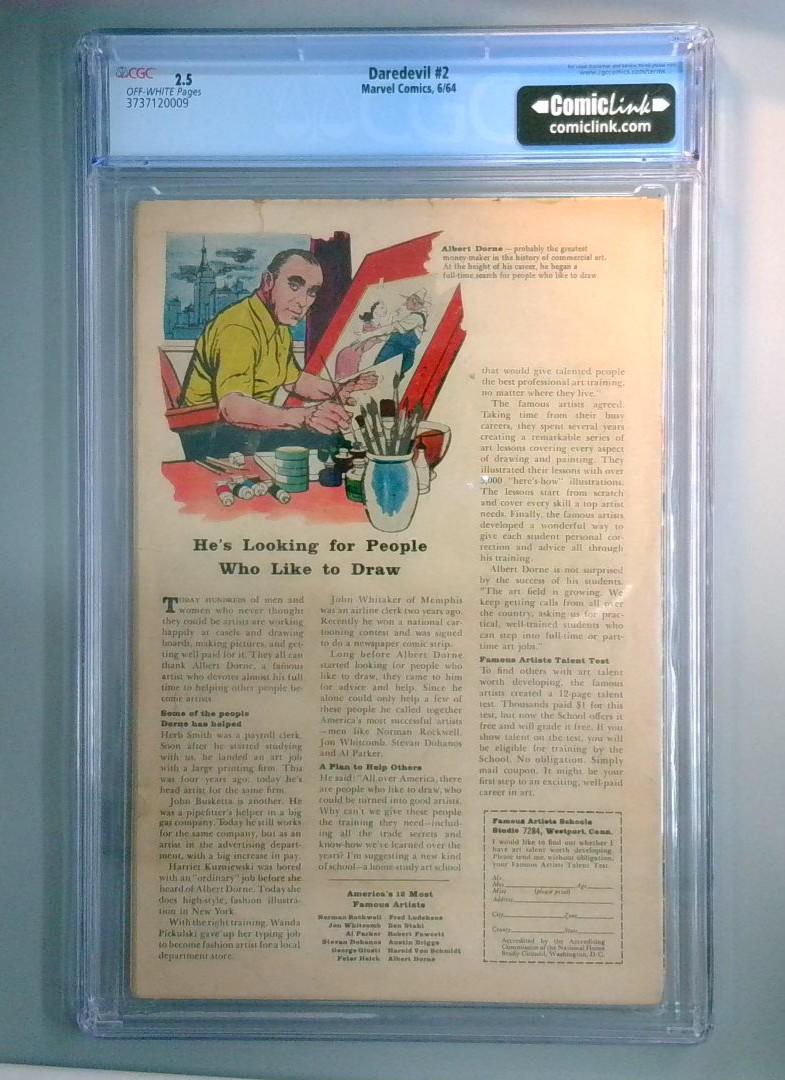 CGC 2.5
OFF-WHITE Pages
3737120009
Daredevil #2
Marvel Comics, 6/64
www.cgccomics.com/terms
ComicLink
comiclink.com
Albert Dorne — probably the greatest
money-maker in the history of commercial art.
At the height of his career, he began a
full-time search for people who like to draw.
He's Looking for People
Who Like to Draw
TODAY HUNDREDS of men and
women who never thought
they could be artists are working
happily at easels and drawing
boards, making pictures, and get-
ting well paid for it. They all can
thank Albert Dorne, a famous
artist who devotes almost his full
time to helping other people be-
come artists.
Some of the people
Dorne has helped
Herb Smith was a payroll clerk.
Soon after he started studying
with us, he landed an art job
with a large printing firm. This
was four years ago, today he's
head artist for the same firm.
John Busketta is another. He
was a pipefitter's helper in a big
gas company. Today he still works
for the same company, but as an
artist in the advertising depart-
ment, with a big increase in pay.
Harriet Kuzniewski was bored
with an "ordinary" job before she
heard of Albert Dorne. Today she
does high-style, fashion illustra-
tion in New York.
With the right training, Wanda
Pickulski gave up her typing job
to become fashion artist for a local
department store.
John Whitaker of Memphis
was an airline clerk two years ago.
Recently he won a national car-
tooning contest and was signed
to do a newspaper comic strip.
Long before Albert Dorne
started looking for people who
like to draw, they came to him
for advice and help. Since he
alone could only help a few of
these people he called together
America's most successful artists
—men like Norman Rockwell,
Jon Whitcomb, Stevan Dohanos
and Al Parker.
A Plan to Help Others
He said: "All over America, there
are people who like to draw, who
could be turned into good artists.
Why can't we give these people
the training they need—includ-
ing all the trade secrets and
know-how we've learned over the
years? I'm suggesting a new kind
of school—a home-study art school
America's 12 Most
Famous Artists
Norman Rockwell Fred Ludekens
Jon Whitcomb Ben Stahl
Al Parker Robert Fawcett
Stevan Dohanos Austin Briggs
George Giusti Harold Von Schmidt
Peter Helck Albert Dorne
that would give talented people
the best professional art training,
no matter where they live."
The famous artists agreed.
Taking time from their busy
careers, they spent several years
creating a remarkable series of
art lessons covering every aspect
of drawing and painting. They
illustrated their lessons with over
5,000 "here's-how" illustrations.
The lessons start from scratch
and cover every skill a top artist
needs. Finally, the famous artists
developed a wonderful way to
give each student personal cor-
rection and advice all through
his training.
Albert Dorne is not surprised
by the success of his students.
"The art field is growing. We
keep getting calls from all over
the country, asking us for prac-
tical, well-trained students who
can step into full-time or part-
time art jobs."
Famous Artists Talent Test
To find others with art talent
worth developing, the famous
artists created a 12-page talent
test. Thousands paid $1 for this
test, but now the School offers it
free and will grade it free. If you
show talent on the test, you will
be eligible for training by the
School. No obligation. Simply
mail coupon. It might be your
first step to an exciting, well-paid
career in art.
Famous Artists Schools
Studio 7284, Westport, Conn.
I would like to find out whether I
have art talent worth developing.
Please send me, without obligation,
your Famous Artists Talent Test.
Mr.
Mrs. Age
Miss (please print)
Address
City Zone
County State
Accredited by the Accrediting
Commission of the National Home
Study Council, Washington, D.C.